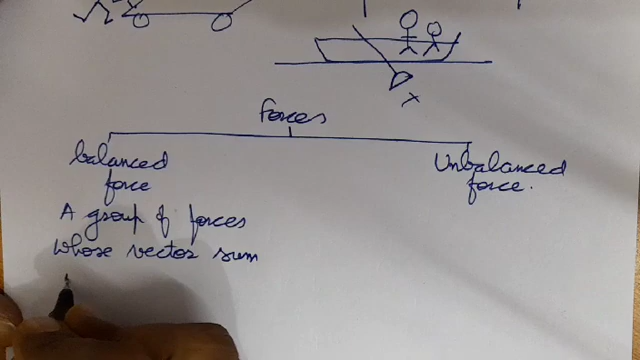 Forces
balanced
force
Unbalanced
force.
A group of forces
whose vector sum